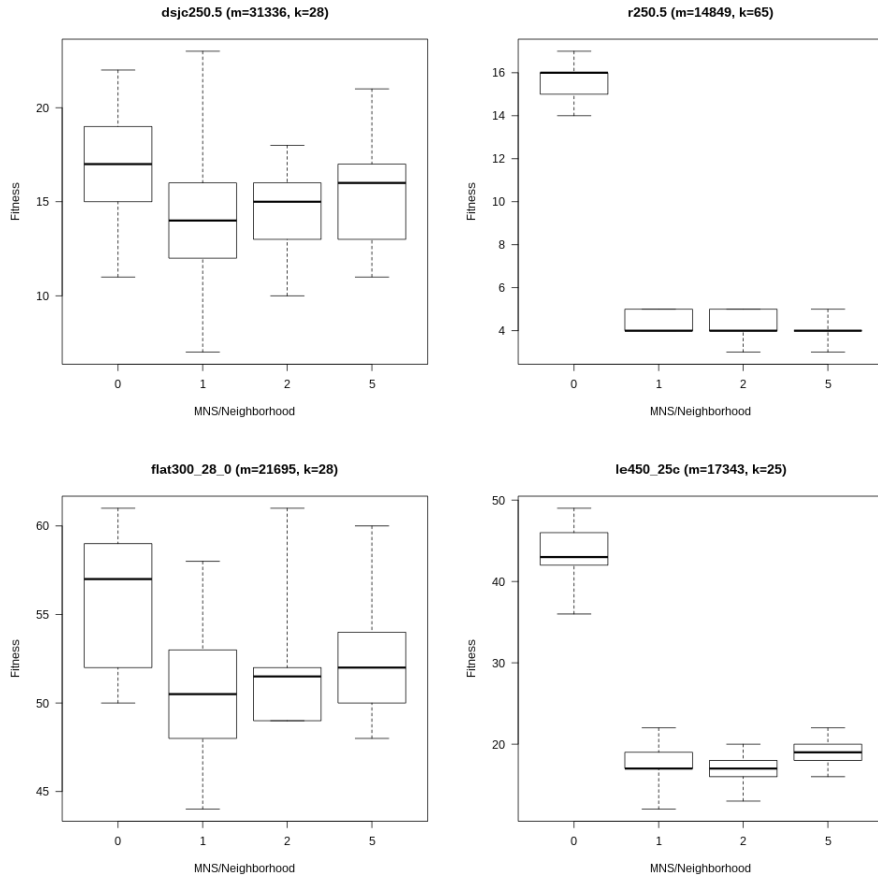 dsjc250.5 (m=31336, k=28)
Fitness
20
15
10
0 1 2 5
MNS/Neighborhood
r250.5 (m=14849, k=65)
Fitness
16
14
12
10
8
6
4
0 1 2 5
MNS/Neighborhood
flat300_28_0 (m=21695, k=28)
Fitness
60
55
50
45
0 1 2 5
MNS/Neighborhood
le450_25c (m=17343, k=25)
Fitness
50
40
30
20
0 1 2 5
MNS/Neighborhood